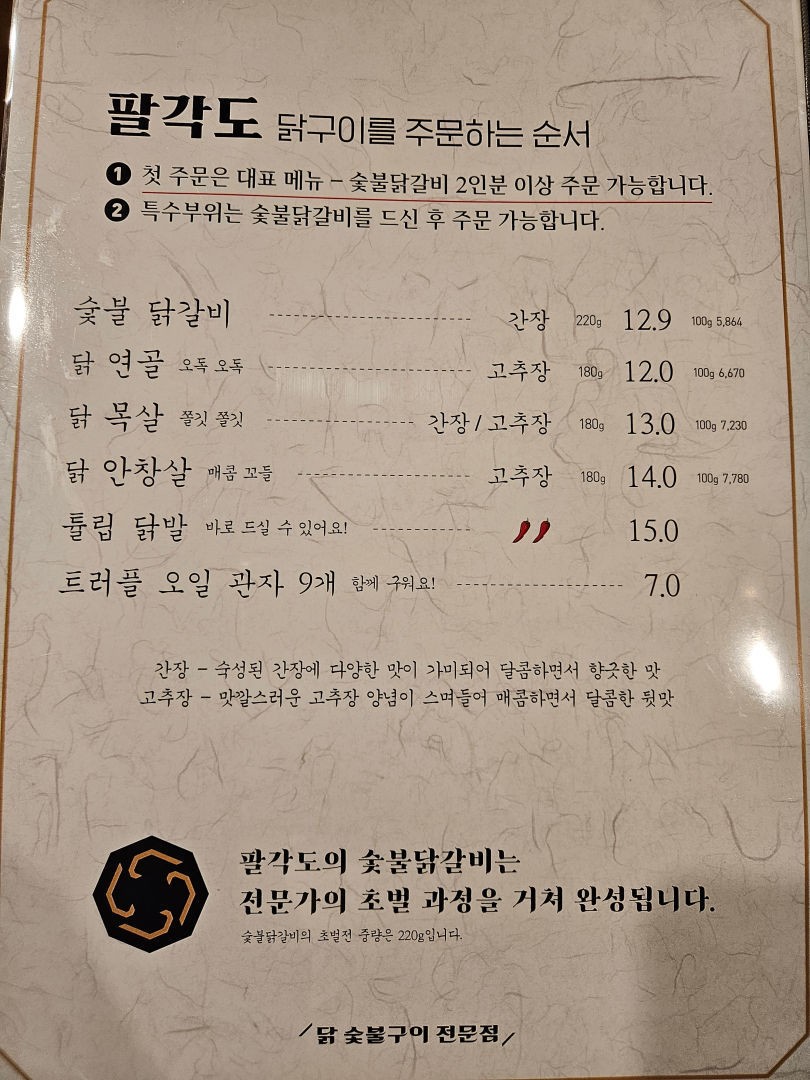 팔각도 닭구이를 주문하는 순서
1 첫 주문은 대표 메뉴 – 숯불닭갈비 2인분 이상 주문 가능합니다.
2 특수부위는 숯불닭갈비를 드신 후 주문 가능합니다.
숯불 닭갈비 간장 220g 12.9 100g 5,864
닭 연골 오독 오독 고추장 180g 12.0 100g 6,670
닭 목살 쫄깃 쫄깃 간장 / 고추장 180g 13.0 100g 7,230
닭 안창살 매콤 꼬들 고추장 180g 14.0 100g 7,780
튤립 닭발 바로 드실 수 있어요! 15.0
트러플 오일 관자 9개 함께 구워요! 7.0
간장 – 숙성된 간장에 다양한 맛이 가미되어 달콤하면서 향긋한 맛
고추장 – 맛깔스러운 고추장 양념이 스며들어 매콤하면서 달콤한 뒷맛
팔각도의 숯불닭갈비는
전문가의 초벌 과정을 거쳐 완성됩니다.
숯불닭갈비의 초벌전 중량은 220g입니다.
/ 닭 숯불구이 전문점 /